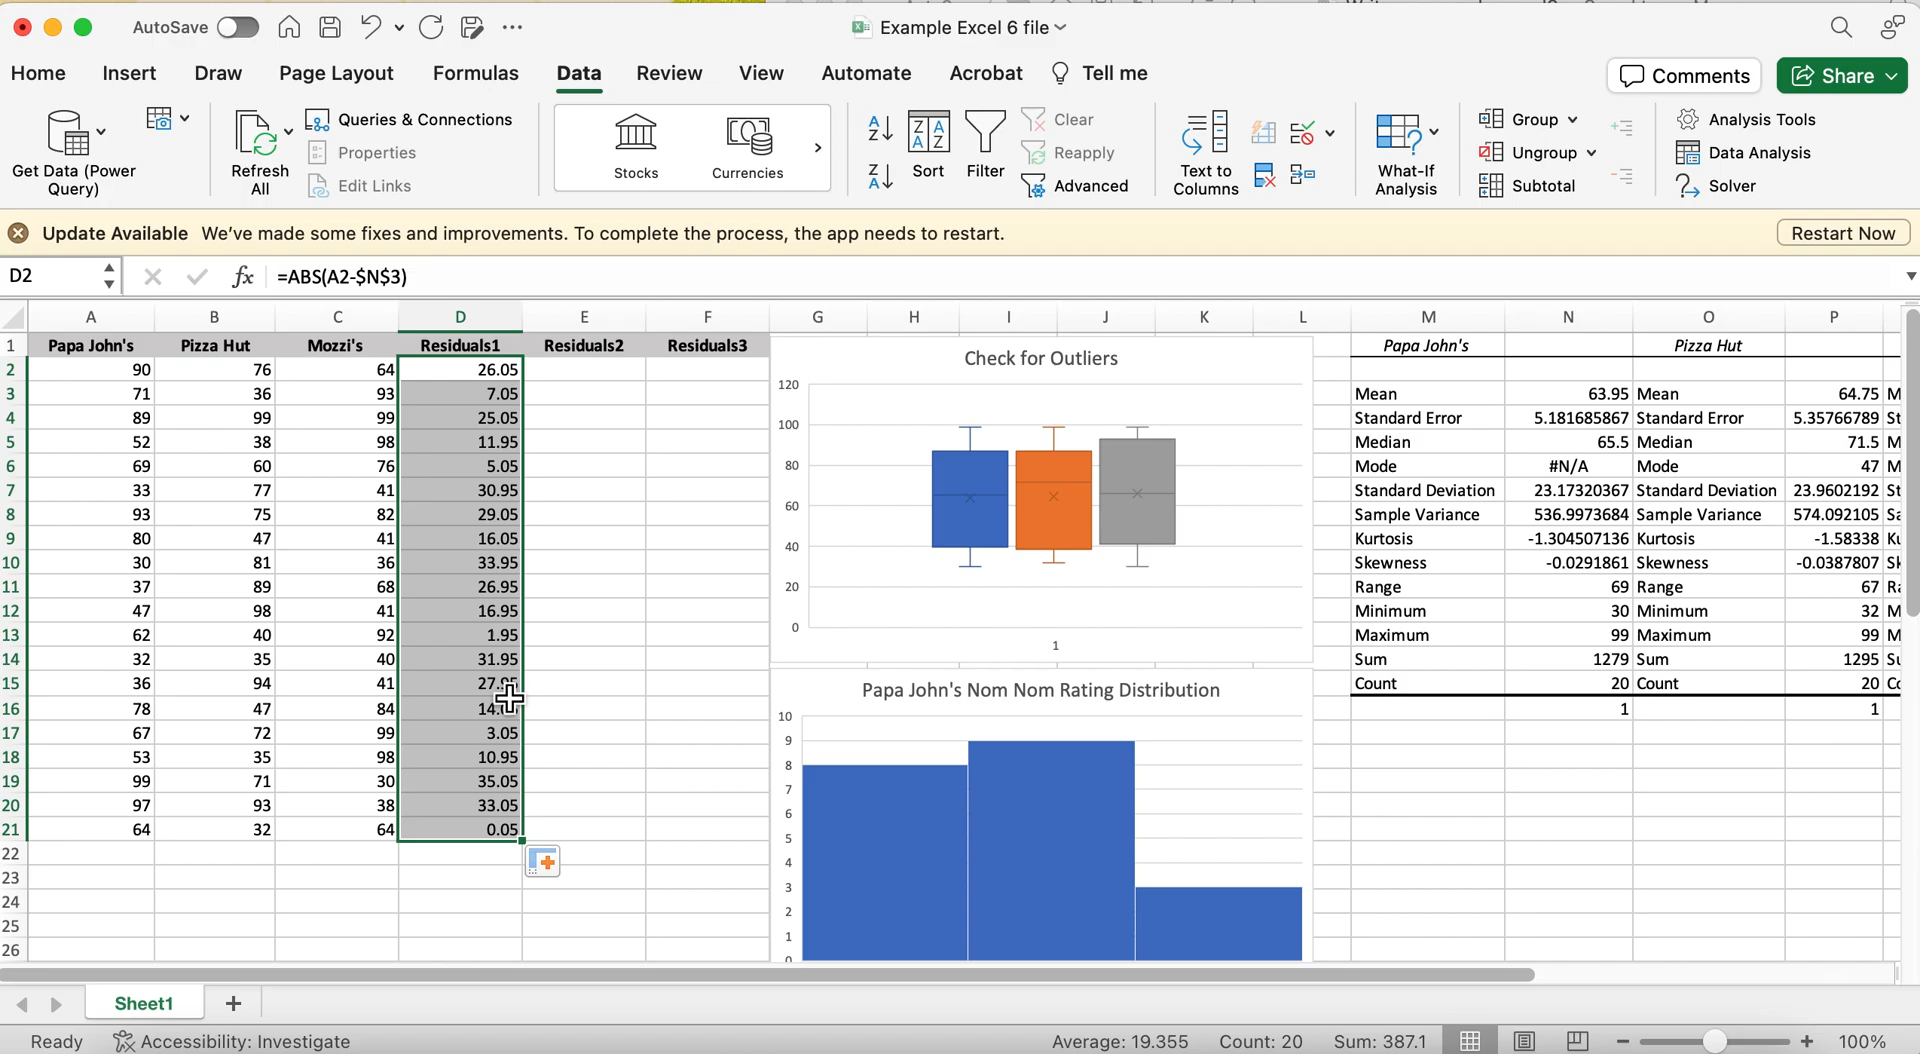 AutoSave
Example Excel 6 file
Home Insert Draw Page Layout Formulas Data Review View Automate Acrobat Tell me
Comments Share
Get Data (Power Query)
Refresh All
Queries & Connections
Properties
Edit Links
Stocks
Currencies
Sort
Filter
Clear
Reapply
Advanced
Text to Columns
What-If Analysis
Group
Ungroup
Subtotal
Analysis Tools
Data Analysis
Solver
Update Available We've made some fixes and improvements. To complete the process, the app needs to restart. Restart Now
D2 fx =ABS(A2-$N$3)
A B C D E F G H I J K L M N O P
1 Papa John's Pizza Hut Mozzi's Residuals1 Residuals2 Residuals3
2 90 76 64 26.05
3 71 36 93 7.05
4 89 99 99 25.05
5 52 38 98 11.95
6 69 60 76 5.05
7 33 77 41 30.95
8 93 75 82 29.05
9 80 47 41 16.05
10 30 81 36 33.95
11 37 89 68 26.95
12 47 98 41 16.95
13 62 40 92 1.95
14 32 35 40 31.95
15 36 94 41
16 78 47 84
17 67 72 99 3.05
18 53 35 98 10.95
19 99 71 30 35.05
20 97 93 38 33.05
21 64 32 64 0.05
22
23
24
25
26
Check for Outliers
120
100
80
60
40
20
0
1
Papa John's Nom Nom Rating Distribution
10
9
8
7
6
5
4
3
2
1
0
Papa John's Pizza Hut
Mean 63.95 Mean 64.75 M
Standard Error 5.181685867 Standard Error 5.35766789 St
Median 65.5 Median 71.5 M
Mode #N/A Mode 47 M
Standard Deviation 23.17320367 Standard Deviation 23.9602192 St
Sample Variance 536.9973684 Sample Variance 574.092105 Sa
Kurtosis -1.304507136 Kurtosis -1.58338 Ku
Skewness -0.0291861 Skewness -0.0387807 Sk
Range 69 Range 67 Ra
Minimum 30 Minimum 32 M
Maximum 99 Maximum 99 M
Sum 1279 Sum 1295 Su
Count 20 Count 20 Co
1 1
Sheet1
Ready Accessibility: Investigate Average: 19.355 Count: 20 Sum: 387.1 100%